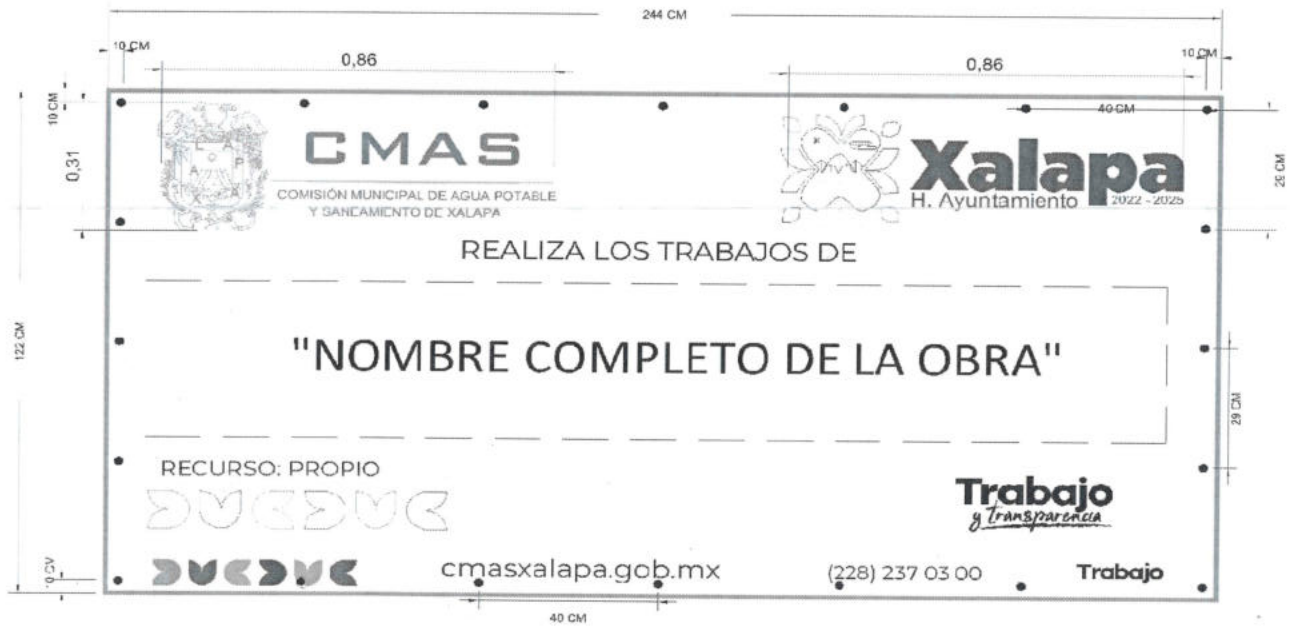 244 CM
10 CM
0,86
0,86
10 CM
10 CM
0,31
CMAS
COMISIÓN MUNICIPAL DE AGUA POTABLE
Y SANEAMIENTO DE XALAPA
40 CM
Xalapa
H. Ayuntamiento 2022 - 2025
29 CM
REALIZA LOS TRABAJOS DE
122 CM
"NOMBRE COMPLETO DE LA OBRA"
29 CM
RECURSO: PROPIO
Trabajo
y Transparencia
10 CM
cmasxalapa.gob.mx
(228) 237 03 00
Trabajo
40 CM